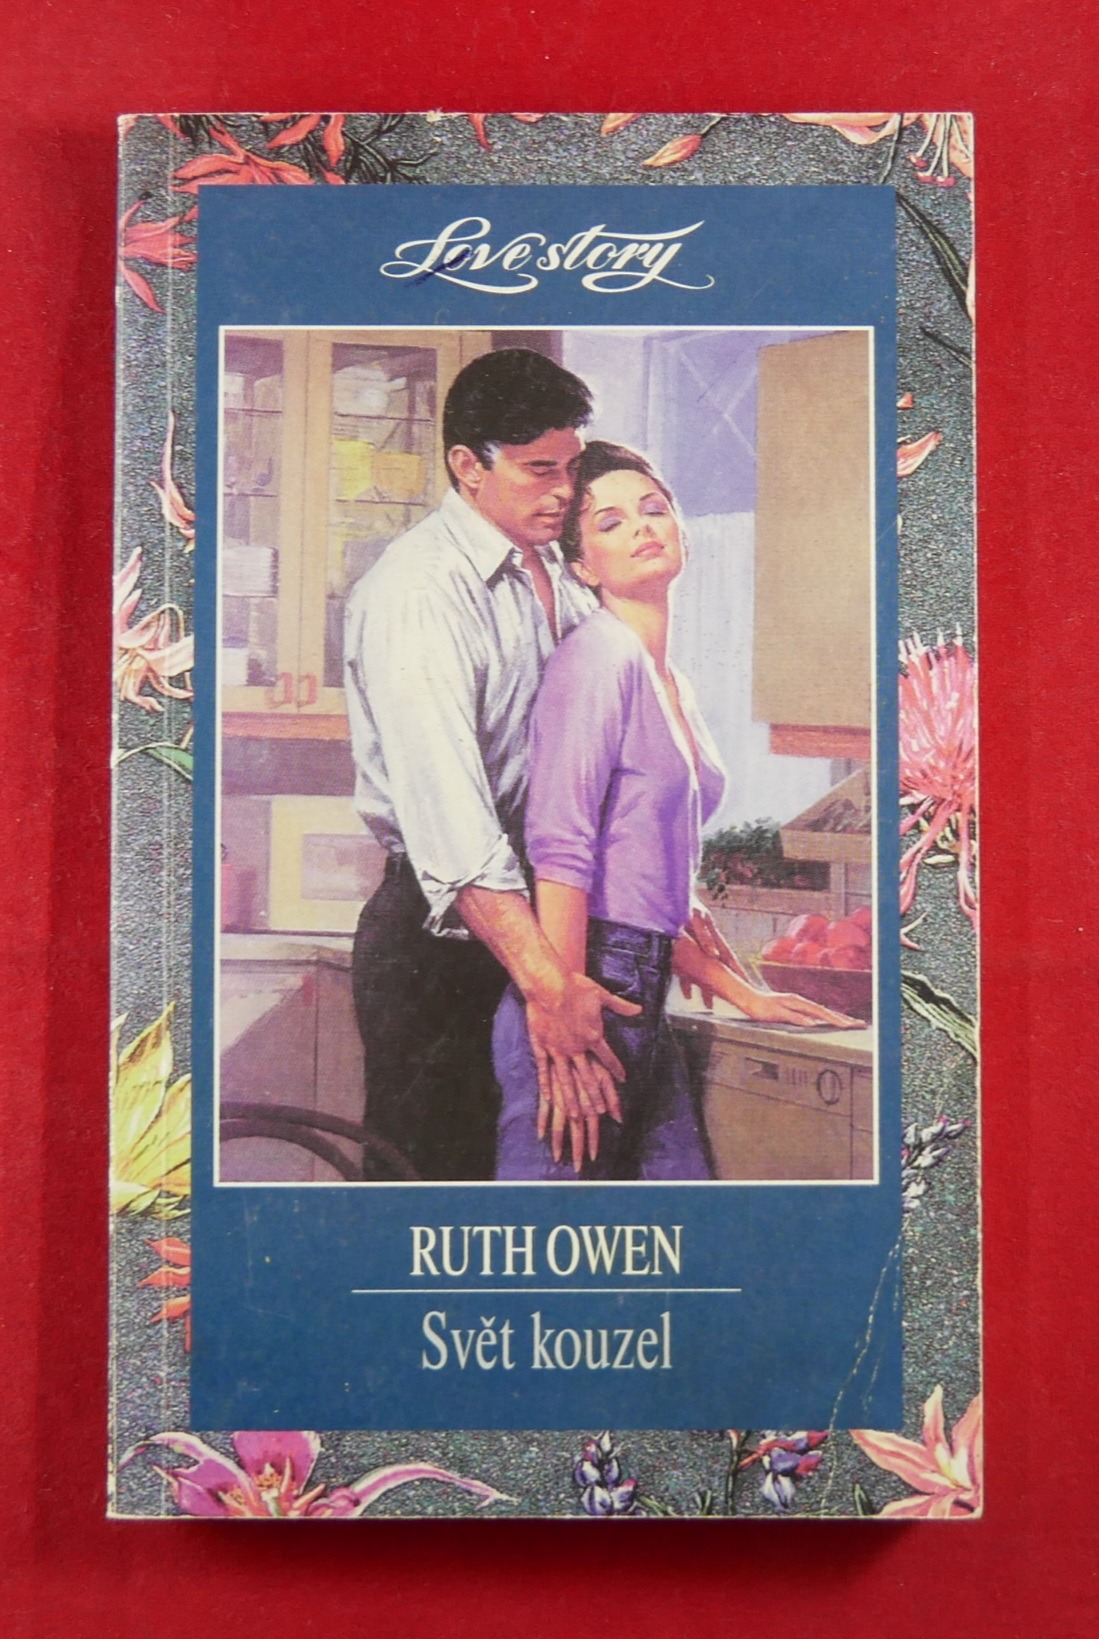 Love story
RUTH OWEN
Svět kouzel